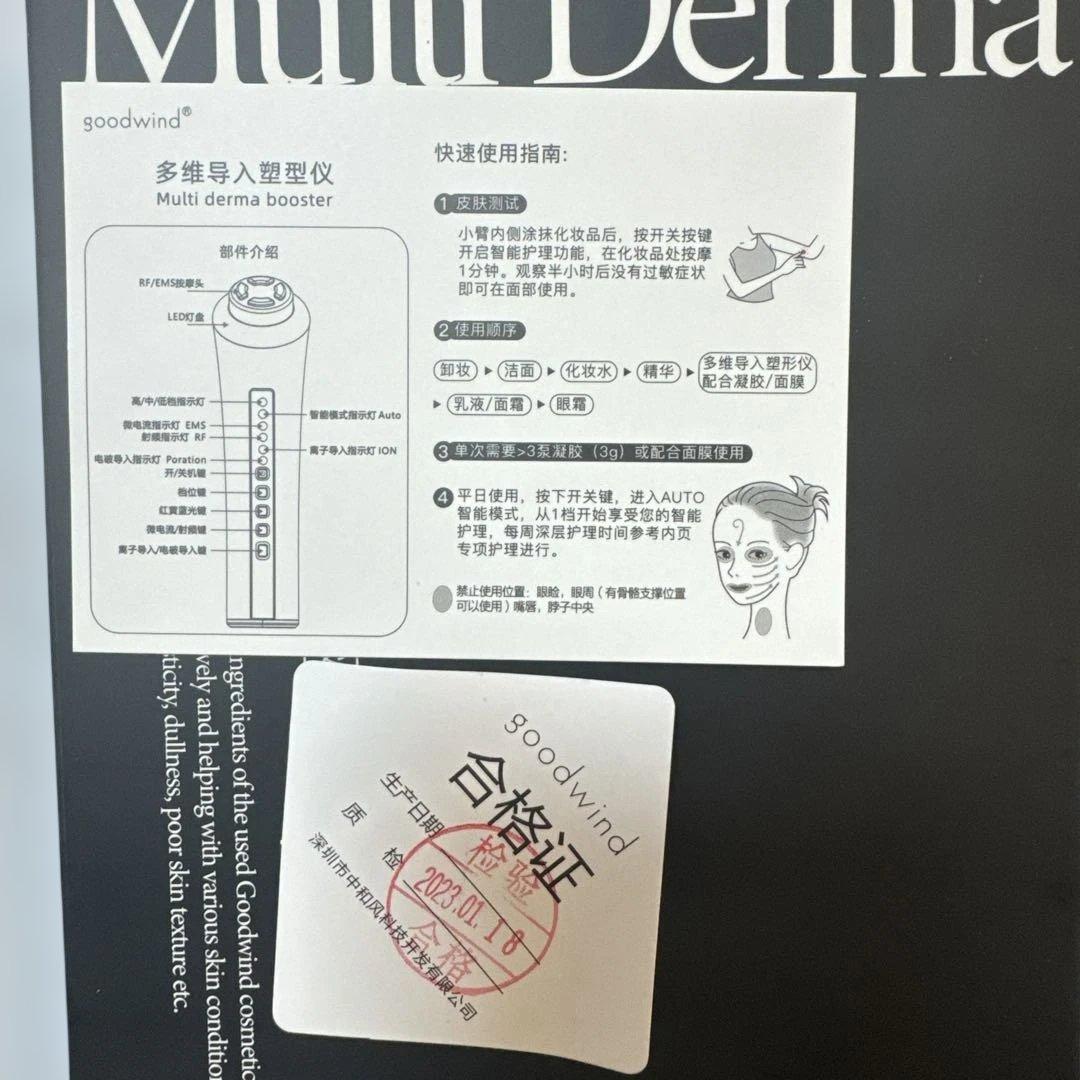 Multi Derma
goodwind®
多维导入塑型仪
Multi derma booster
部件介绍
RF/EMS按摩头
LED灯盘
高/中/低档指示灯
智能模式指示灯 Auto
微电流指示灯 EMS
射频指示灯 RF
离子导入指示灯 ION
电破导入指示灯 Poration
开/关机键
档位键
红黄蓝光键
微电流/射频键
离子导入/电破导入键
快速使用指南:
1 皮肤测试
小臂内侧涂抹化妆品后，按开关按键
开启智能护理功能，在化妆品处按摩
1分钟。观察半小时后没有过敏症状
即可在面部使用。
2 使用顺序
卸妆 ▶ 洁面 ▶ 化妆水 ▶ 精华 ▶ 多维导入塑形仪
配合凝胶/面膜
▶ 乳液/面霜 ▶ 眼霜
3 单次需要>3泵凝胶（3g）或配合面膜使用
4 平日使用，按下开关键，进入AUTO
智能模式，从1档开始享受您的智能
护理，每周深层护理时间参考内页
专项护理进行。
禁止使用位置：眼睑，眼周（有骨骼支撑位置
可以使用）嘴唇，脖子中央
ngredients of the used Goodwind cosmetic
vely and helping with various skin condition
ticity, dullness, poor skin texture etc.
goodwind
合格证
生产日期
质 检
深圳市中和风科技开发有限公司
检验
2023.01.18
合格